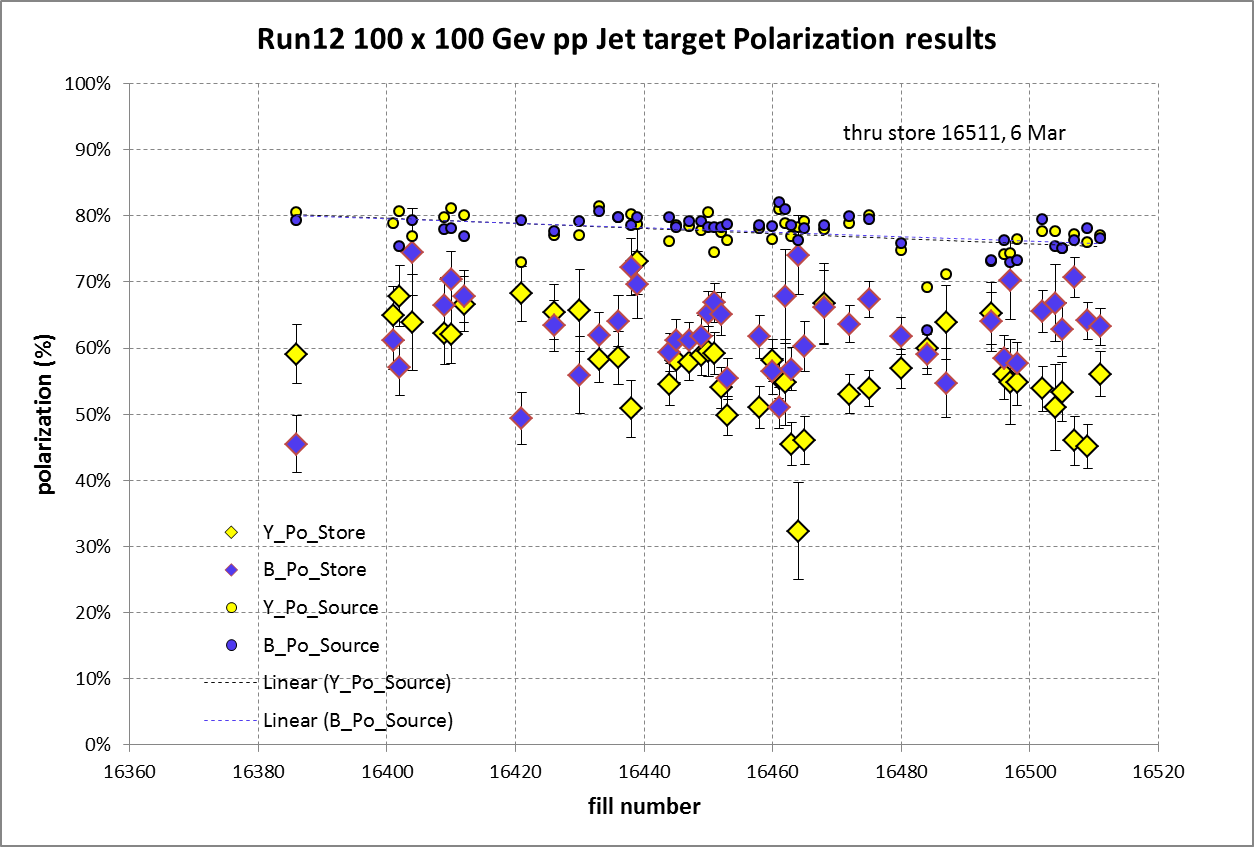 Run12 100 x 100 Gev pp Jet target Polarization results
thru store 16511, 6 Mar
polarization (%)
100%
90%
80%
70%
60%
50%
40%
30%
20%
10%
0%
Y_Po_Store
B_Po_Store
Y_Po_Source
B_Po_Source
Linear (Y_Po_Source)
Linear (B_Po_Source)
16360 16380 16400 16420 16440 16460 16480 16500 16520
fill number